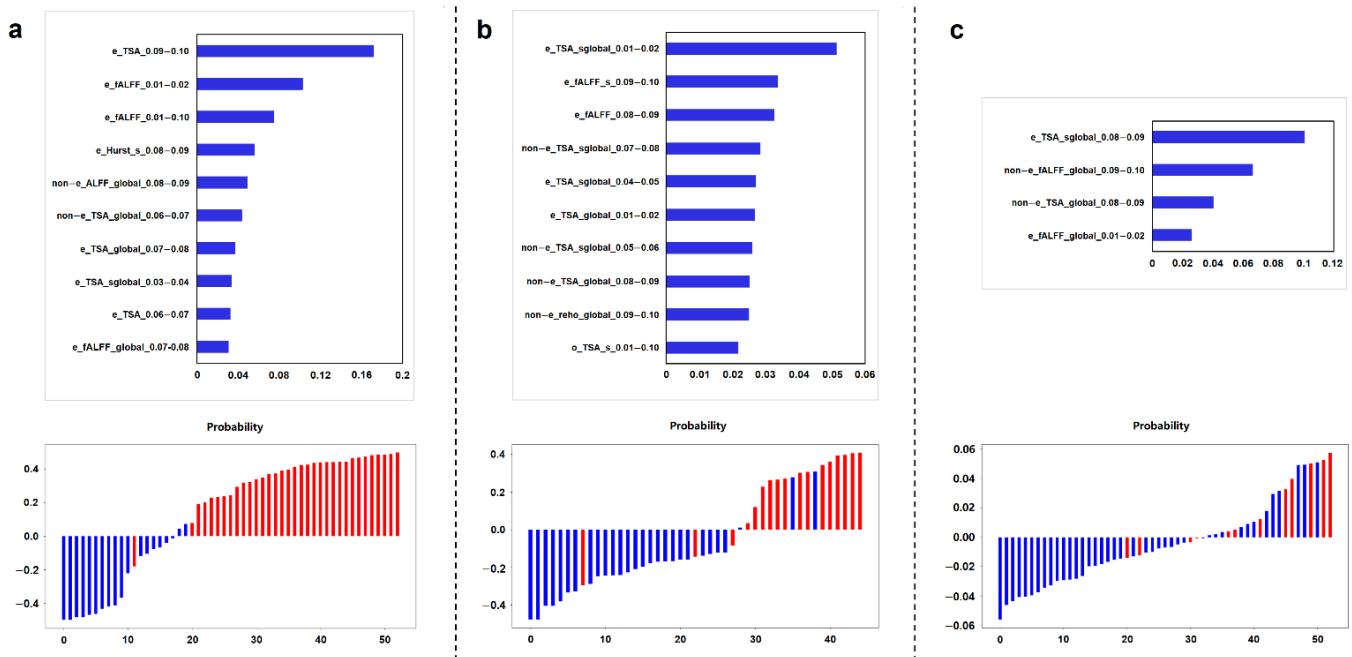 a
e_TSA_0.09−0.10
e_fALFF_0.01−0.02
e_fALFF_0.01−0.10
e_Hurst_s_0.08−0.09
non−e_ALFF_global_0.08−0.09
non−e_TSA_global_0.06−0.07
e_TSA_global_0.07−0.08
e_TSA_sglobal_0.03−0.04
e_TSA_0.06−0.07
e_fALFF_global_0.07-0.08
0 0.04 0.08 0.12 0.16 0.2
Probability
0.4
0.2
0.0
−0.2
−0.4
0 10 20 30 40 50
b
e_TSA_sglobal_0.01−0.02
e_fALFF_s_0.09−0.10
e_fALFF_0.08−0.09
non−e_TSA_sglobal_0.07−0.08
e_TSA_sglobal_0.04−0.05
e_TSA_global_0.01−0.02
non−e_TSA_sglobal_0.05−0.06
non−e_TSA_global_0.08−0.09
non−e_reho_global_0.09−0.10
o_TSA_s_0.01−0.10
0 0.01 0.02 0.03 0.04 0.05 0.06
Probability
0.4
0.2
0.0
−0.2
−0.4
0 10 20 30 40
c
e_TSA_sglobal_0.08−0.09
non−e_fALFF_global_0.09−0.10
non−e_TSA_global_0.08−0.09
e_fALFF_global_0.01−0.02
0 0.02 0.04 0.06 0.08 0.1 0.12
Probability
0.06
0.04
0.02
0.00
−0.02
−0.04
−0.06
0 10 20 30 40 50